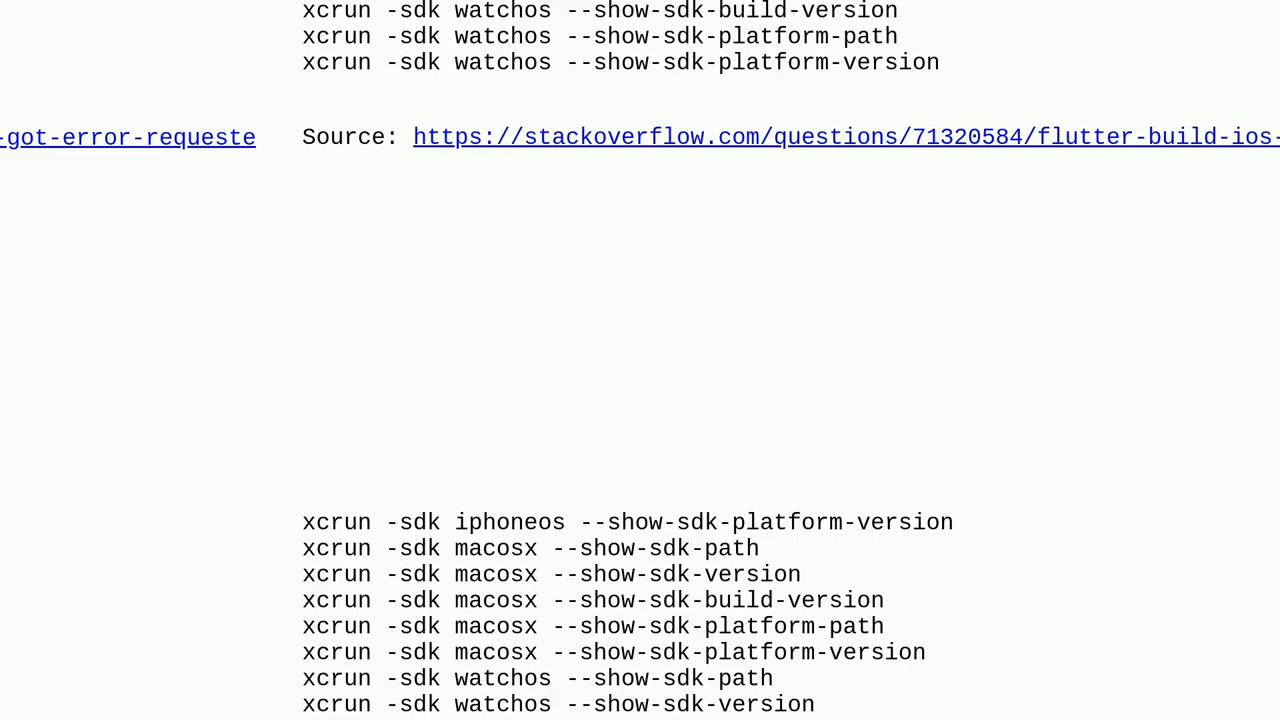 xcrun -sdk watchos --show-sdk-build-version
xcrun -sdk watchos --show-sdk-platform-path
xcrun -sdk watchos --show-sdk-platform-version
-got-error-requeste
Source: https://stackoverflow.com/questions/71320584/flutter-build-ios-
xcrun -sdk iphoneos --show-sdk-platform-version
xcrun -sdk macosx --show-sdk-path
xcrun -sdk macosx --show-sdk-version
xcrun -sdk macosx --show-sdk-build-version
xcrun -sdk macosx --show-sdk-platform-path
xcrun -sdk macosx --show-sdk-platform-version
xcrun -sdk watchos --show-sdk-path
xcrun -sdk watchos --show-sdk-version